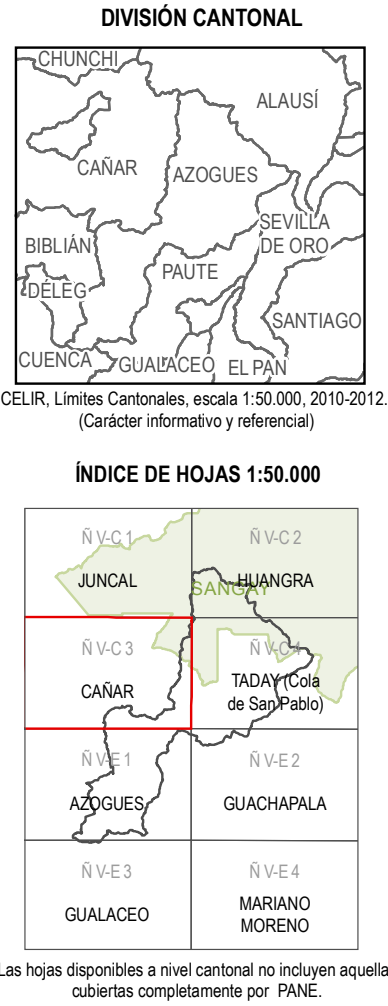 DIVISIÓN CANTONAL
CHUNCHI
ALAUSÍ
CAÑAR
AZOGUES
SEVILLA
DE ORO
BIBLIÁN
PAUTE
DÉLEG
SANTIAGO
CUENCA
GUALACEO
EL PAN
CELIR, Límites Cantonales, escala 1:50.000, 2010-2012.
(Carácter informativo y referencial)
ÍNDICE DE HOJAS 1:50.000
Ñ V-C 1
Ñ V-C 2
JUNCAL
HUANGRA
SANGAY
Ñ V-C 3
Ñ V-C 4
CAÑAR
TADAY (Cola
de San Pablo)
Ñ V-E 1
Ñ V-E 2
AZOGUES
GUACHAPALA
Ñ V-E 3
Ñ V-E 4
GUALACEO
MARIANO
MORENO
Las hojas disponibles a nivel cantonal no incluyen aquella
cubiertas completamente por PANE.